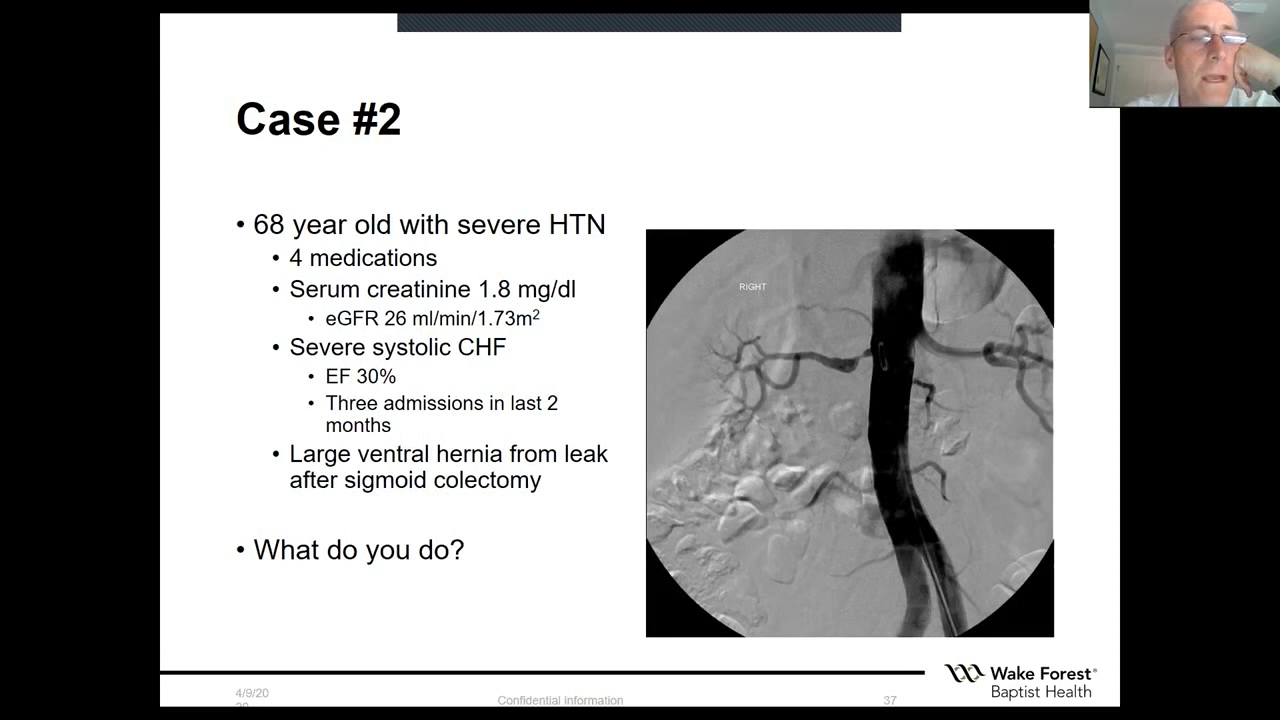 Case #2
• 68 year old with severe HTN
• 4 medications
• Serum creatinine 1.8 mg/dl
• eGFR 26 ml/min/1.73m²
• Severe systolic CHF
• EF 30%
• Three admissions in last 2
months
• Large ventral hernia from leak
after sigmoid colectomy
• What do you do?
RIGHT
4/9/20
20
Confidential information
37
Wake Forest®
Baptist Health